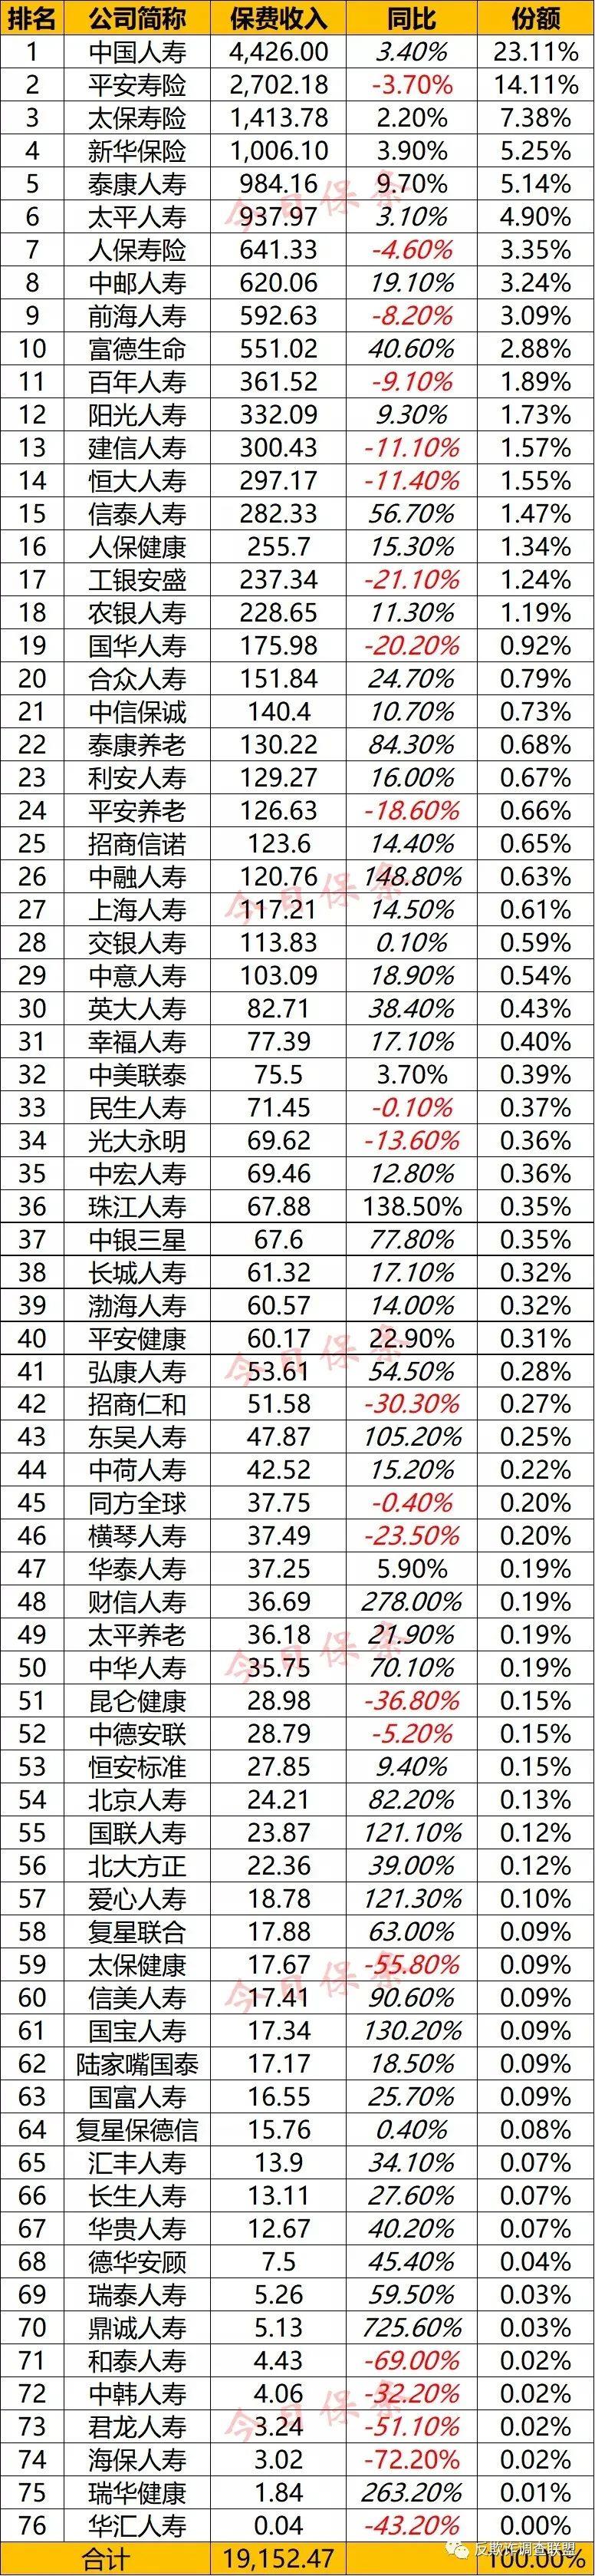 排名 公司简称 保费收入 同比 份额
1 中国人寿 4,426.00 3.40% 23.11%
2 平安寿险 2,702.18 -3.70% 14.11%
3 太保寿险 1,413.78 2.20% 7.38%
4 新华保险 1,006.10 3.90% 5.25%
5 泰康人寿 984.16 9.70% 5.14%
今日保条
6 太平人寿 937.97 3.10% 4.90%
7 人保寿险 641.33 -4.60% 3.35%
8 中邮人寿 620.06 19.10% 3.24%
9 前海人寿 592.63 -8.20% 3.09%
10 富德生命 551.02 40.60% 2.88%
11 百年人寿 361.52 -9.10% 1.89%
12 阳光人寿 332.09 9.30% 1.73%
13 建信人寿 300.43 -11.10% 1.57%
14 恒大人寿 297.17 -11.40% 1.55%
15 信泰人寿 282.33 56.70% 1.47%
16 人保健康 255.7 15.30% 1.34%
17 工银安盛 237.34 -21.10% 1.24%
18 农银人寿 228.65 11.30% 1.19%
19 国华人寿 175.98 -20.20% 0.92%
20 合众人寿 151.84 24.70% 0.79%
21 中信保诚 140.4 10.70% 0.73%
22 泰康养老 130.22 84.30% 0.68%
23 利安人寿 129.27 16.00% 0.67%
24 平安养老 126.63 -18.60% 0.66%
25 招商信诺 123.6 14.40% 0.65%
26 中融人寿 120.76 148.80% 0.63%
今日保条
27 上海人寿 117.21 14.50% 0.61%
28 交银人寿 113.83 0.10% 0.59%
29 中意人寿 103.09 18.90% 0.54%
30 英大人寿 82.71 38.40% 0.43%
31 幸福人寿 77.39 17.10% 0.40%
32 中美联泰 75.5 3.70% 0.39%
33 民生人寿 71.45 -0.10% 0.37%
34 光大永明 69.62 -13.60% 0.36%
35 中宏人寿 69.46 12.80% 0.36%
36 珠江人寿 67.88 138.50% 0.35%
37 中银三星 67.6 77.80% 0.35%
38 长城人寿 61.32 17.10% 0.32%
39 渤海人寿 60.57 14.00% 0.32%
40 平安健康 60.17 22.90% 0.31%
今日保条
41 弘康人寿 53.61 54.50% 0.28%
42 招商仁和 51.58 -30.30% 0.27%
43 东吴人寿 47.87 105.20% 0.25%
44 中荷人寿 42.52 15.20% 0.22%
45 同方全球 37.75 -0.40% 0.20%
46 横琴人寿 37.49 -23.50% 0.20%
47 华泰人寿 37.25 5.90% 0.19%
48 财信人寿 36.69 278.00% 0.19%
49 太平养老 36.18 21.90% 0.19%
今日保条
50 中华人寿 35.75 70.10% 0.19%
51 昆仑健康 28.98 -36.80% 0.15%
52 中德安联 28.79 -5.20% 0.15%
53 恒安标准 27.85 9.40% 0.15%
54 北京人寿 24.21 82.20% 0.13%
55 国联人寿 23.87 121.10% 0.12%
56 北大方正 22.36 39.00% 0.12%
57 爱心人寿 18.78 121.30% 0.10%
58 复星联合 17.88 63.00% 0.09%
59 太保健康 17.67 -55.80% 0.09%
今日保条
60 信美人寿 17.41 90.60% 0.09%
61 国宝人寿 17.34 130.20% 0.09%
62 陆家嘴国泰 17.17 18.50% 0.09%
63 国富人寿 16.55 25.70% 0.09%
64 复星保德信 15.76 0.40% 0.08%
65 汇丰人寿 13.9 34.10% 0.07%
66 长生人寿 13.11 27.60% 0.07%
67 华贵人寿 12.67 40.20% 0.07%
68 德华安顾 7.5 45.40% 0.04%
69 瑞泰人寿 5.26 59.50% 0.03%
70 鼎诚人寿 5.13 725.60% 0.03%
71 和泰人寿 4.43 -69.00% 0.02%
72 中韩人寿 4.06 -32.20% 0.02%
今日保条
73 君龙人寿 3.24 -51.10% 0.02%
74 海保人寿 3.02 -72.20% 0.02%
75 瑞华健康 1.84 263.20% 0.01%
76 华汇人寿 0.04 -43.20% 0.00%
反欺诈调查联盟
合计 19,152.47 100.00%